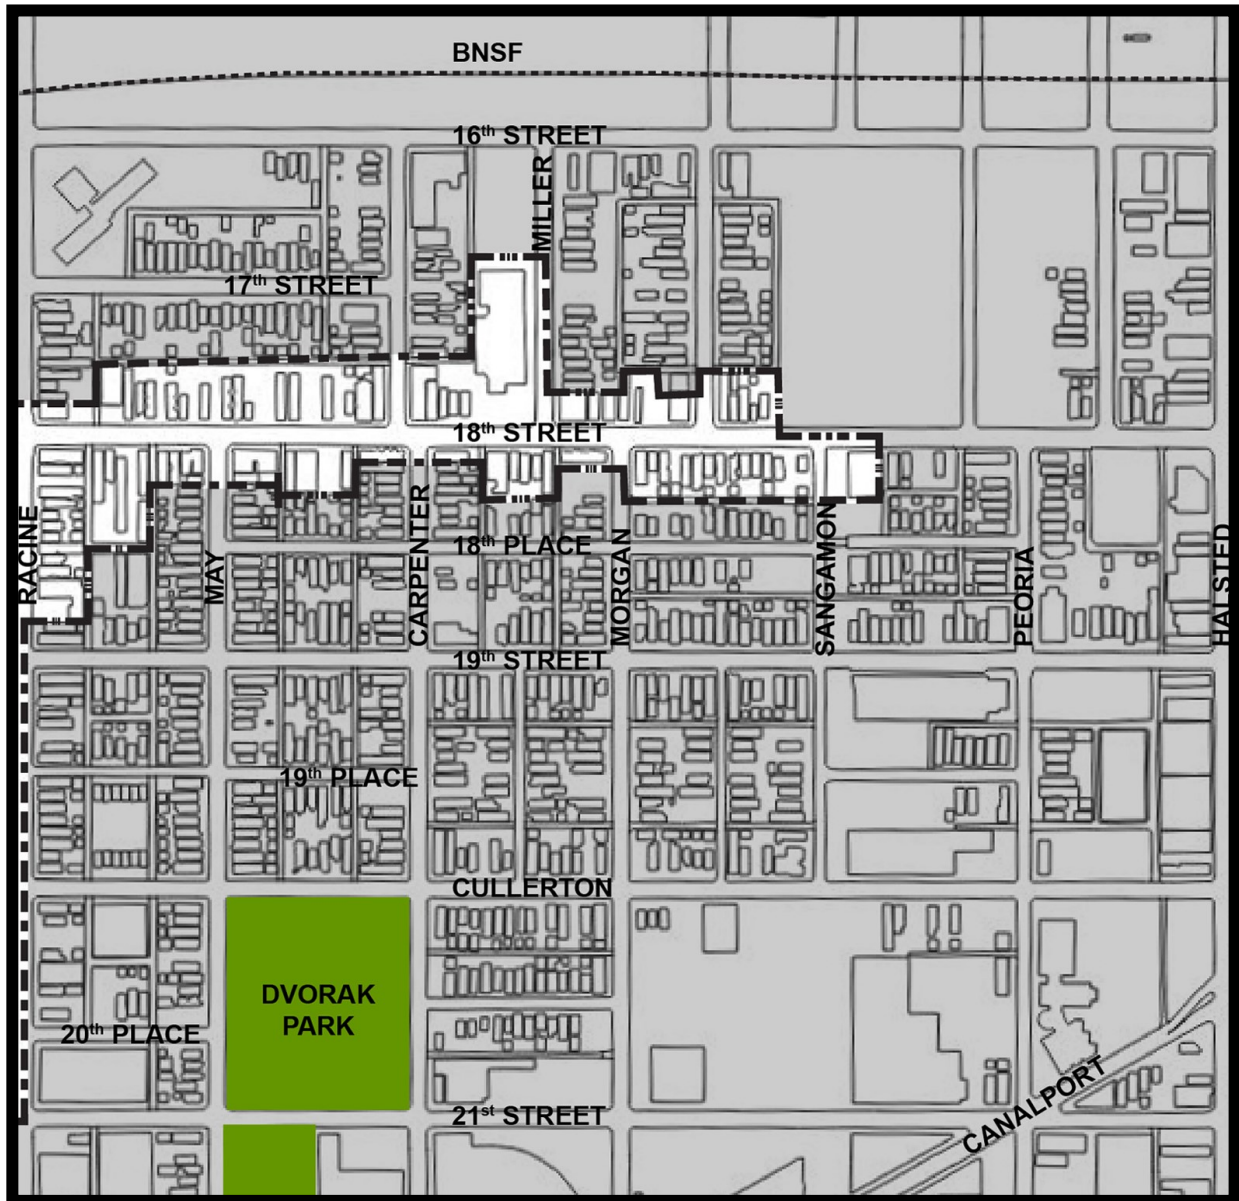 BNSF
16th STREET
MILLER
17th STREET
18th STREET
RACINE
MAY
CARPENTER
18th PLACE
MORGAN
SANGAMON
PEORIA
HALSTED
19th STREET
19th PLACE
CULLERTON
DVORAK
PARK
20th PLACE
CANALPORT
21st STREET